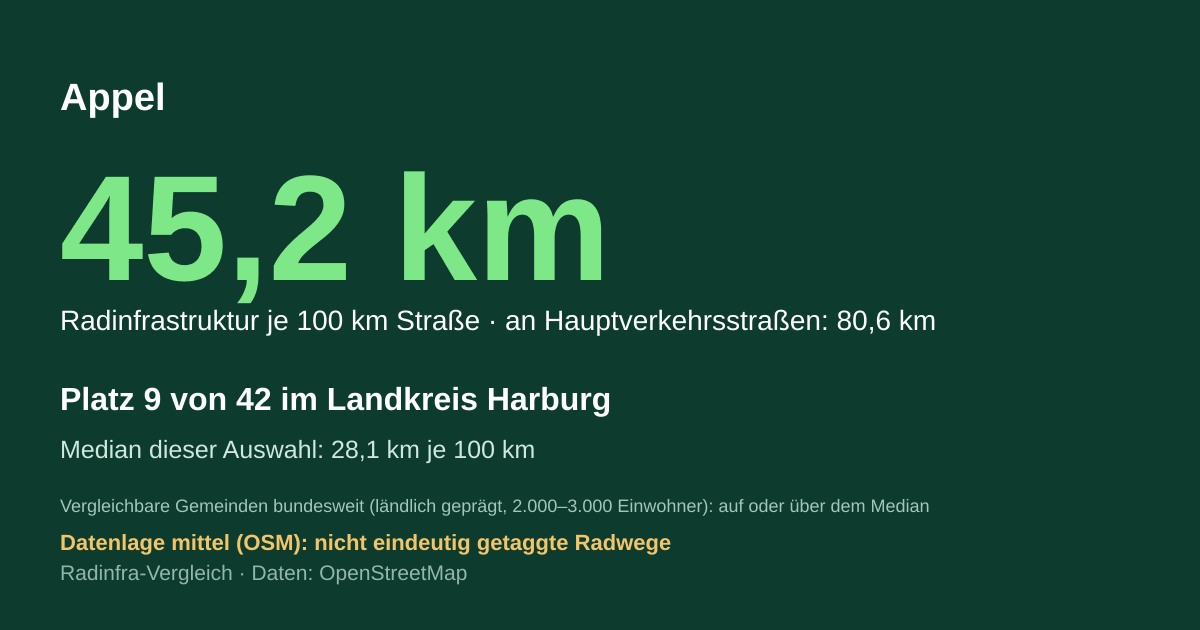 Appel
45,2 km
Radinfrastruktur je 100 km Straße · an Hauptverkehrsstraßen: 80,6 km
Platz 9 von 42 im Landkreis Harburg
Median dieser Auswahl: 28,1 km je 100 km
Vergleichbare Gemeinden bundesweit (ländlich geprägt, 2.000–3.000 Einwohner): auf oder über dem Median
Datenlage mittel (OSM): nicht eindeutig getaggte Radwege
Radinfra-Vergleich · Daten: OpenStreetMap